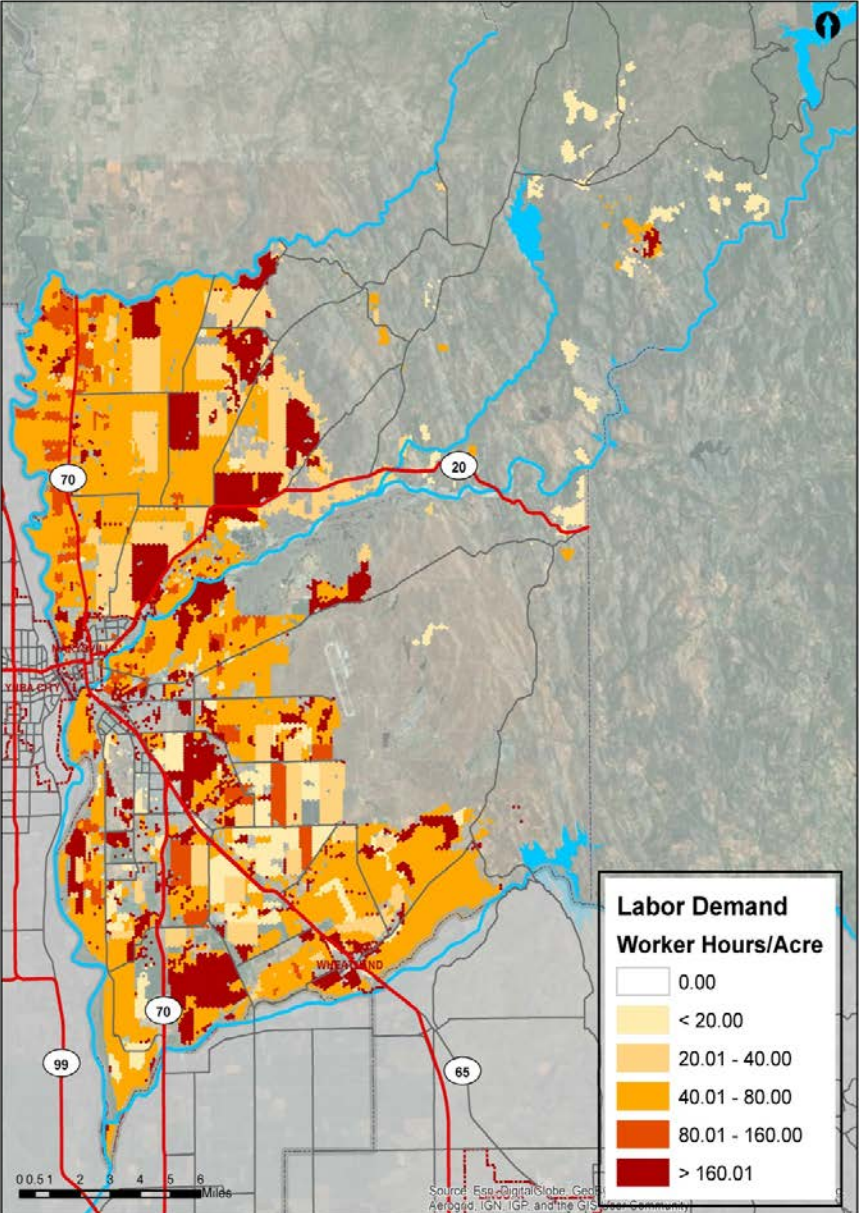 20
70
MARYSVILLE
YUBA CITY
WHEATLAND
70
99
65
Labor Demand
Worker Hours/Acre
0.00
< 20.00
20.01 - 40.00
40.01 - 80.00
80.01 - 160.00
> 160.01
0 0.5 1 2 3 4 5 6
Miles
Source: Esri, DigitalGlobe,
Aerogrid, IGN, IGP, and the GIS User Community